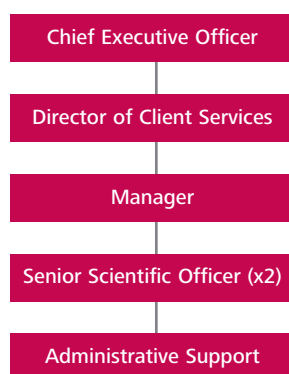 Chief Executive Officer
Director of Client Services
Manager
Senior Scientific Officer (x2)
Administrative Support